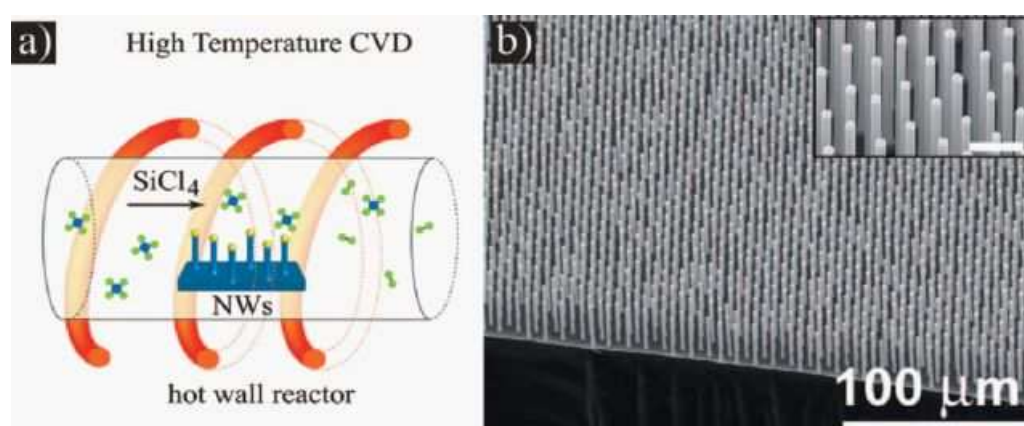 a)
High Temperature CVD
SiCl4
NWs
hot wall reactor
b)
100 μm